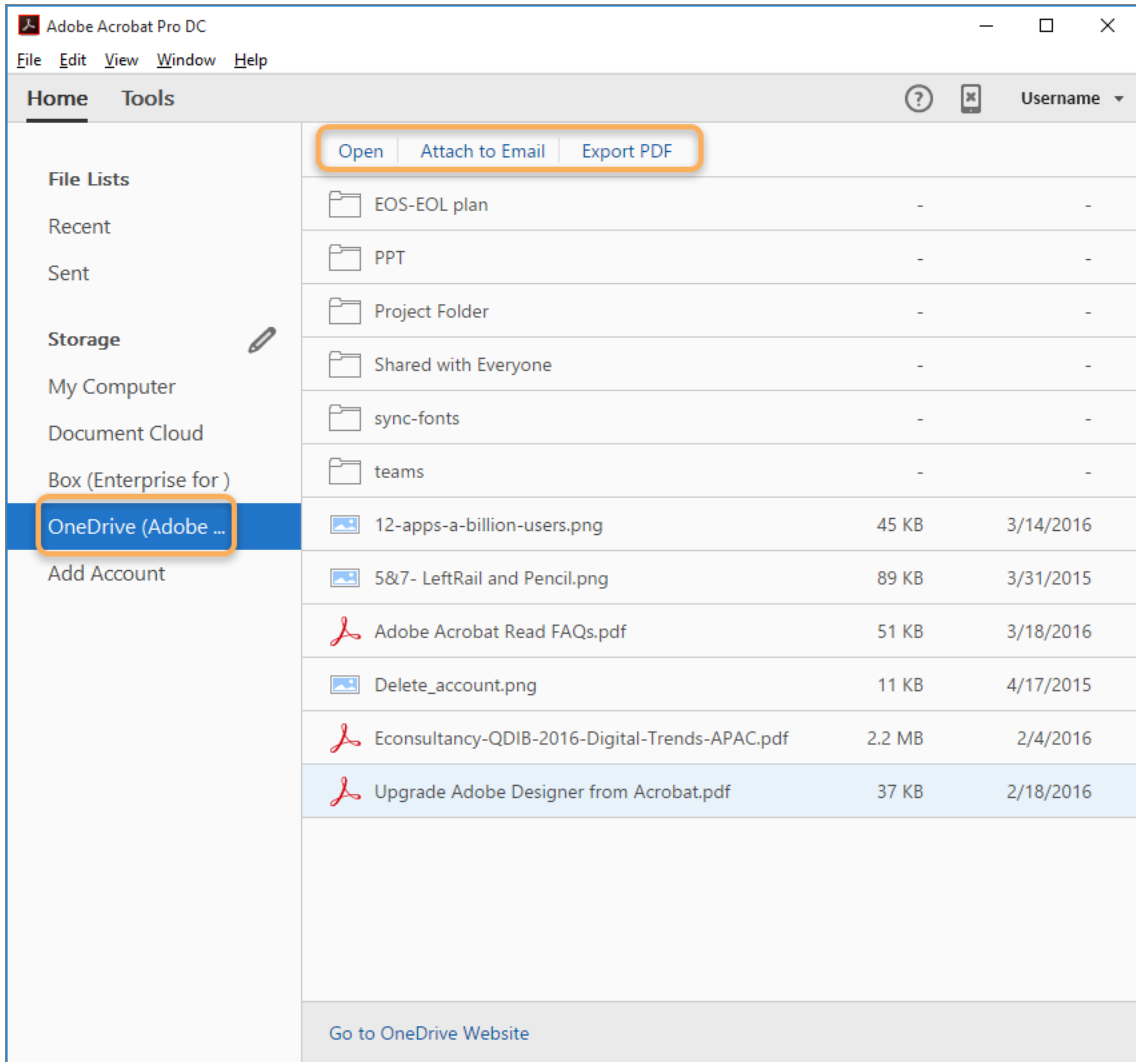 Adobe Acrobat Pro DC
File Edit View Window Help
Home Tools ? Username
Open Attach to Email Export PDF
File Lists
Recent
Sent
Storage
My Computer
Document Cloud
Box (Enterprise for )
OneDrive (Adobe ...
Add Account
EOS-EOL plan - -
PPT - -
Project Folder - -
Shared with Everyone - -
sync-fonts - -
teams - -
12-apps-a-billion-users.png 45 KB 3/14/2016
5&7- LeftRail and Pencil.png 89 KB 3/31/2015
Adobe Acrobat Read FAQs.pdf 51 KB 3/18/2016
Delete_account.png 11 KB 4/17/2015
Econsultancy-QDIB-2016-Digital-Trends-APAC.pdf 2.2 MB 2/4/2016
Upgrade Adobe Designer from Acrobat.pdf 37 KB 2/18/2016
Go to OneDrive Website